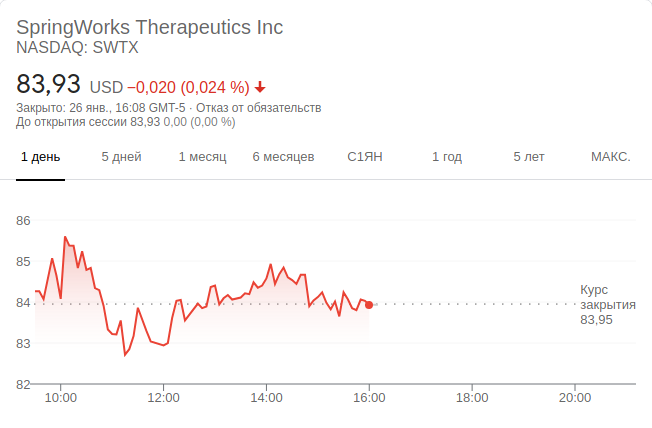 SpringWorks Therapeutics Inc
NASDAQ: SWTX
83,93 USD −0,020 (0,024 %)
Закрыто: 26 янв., 16:08 GMT-5 · Отказ от обязательств
До открытия сессии 83,93 0,00 (0,00 %)
1 день 5 дней 1 месяц 6 месяцев С1ЯН 1 год 5 лет МАКС.
86
85
84
83
82
Курс
закрытия
83,95
10:00 12:00 14:00 16:00 18:00 20:00